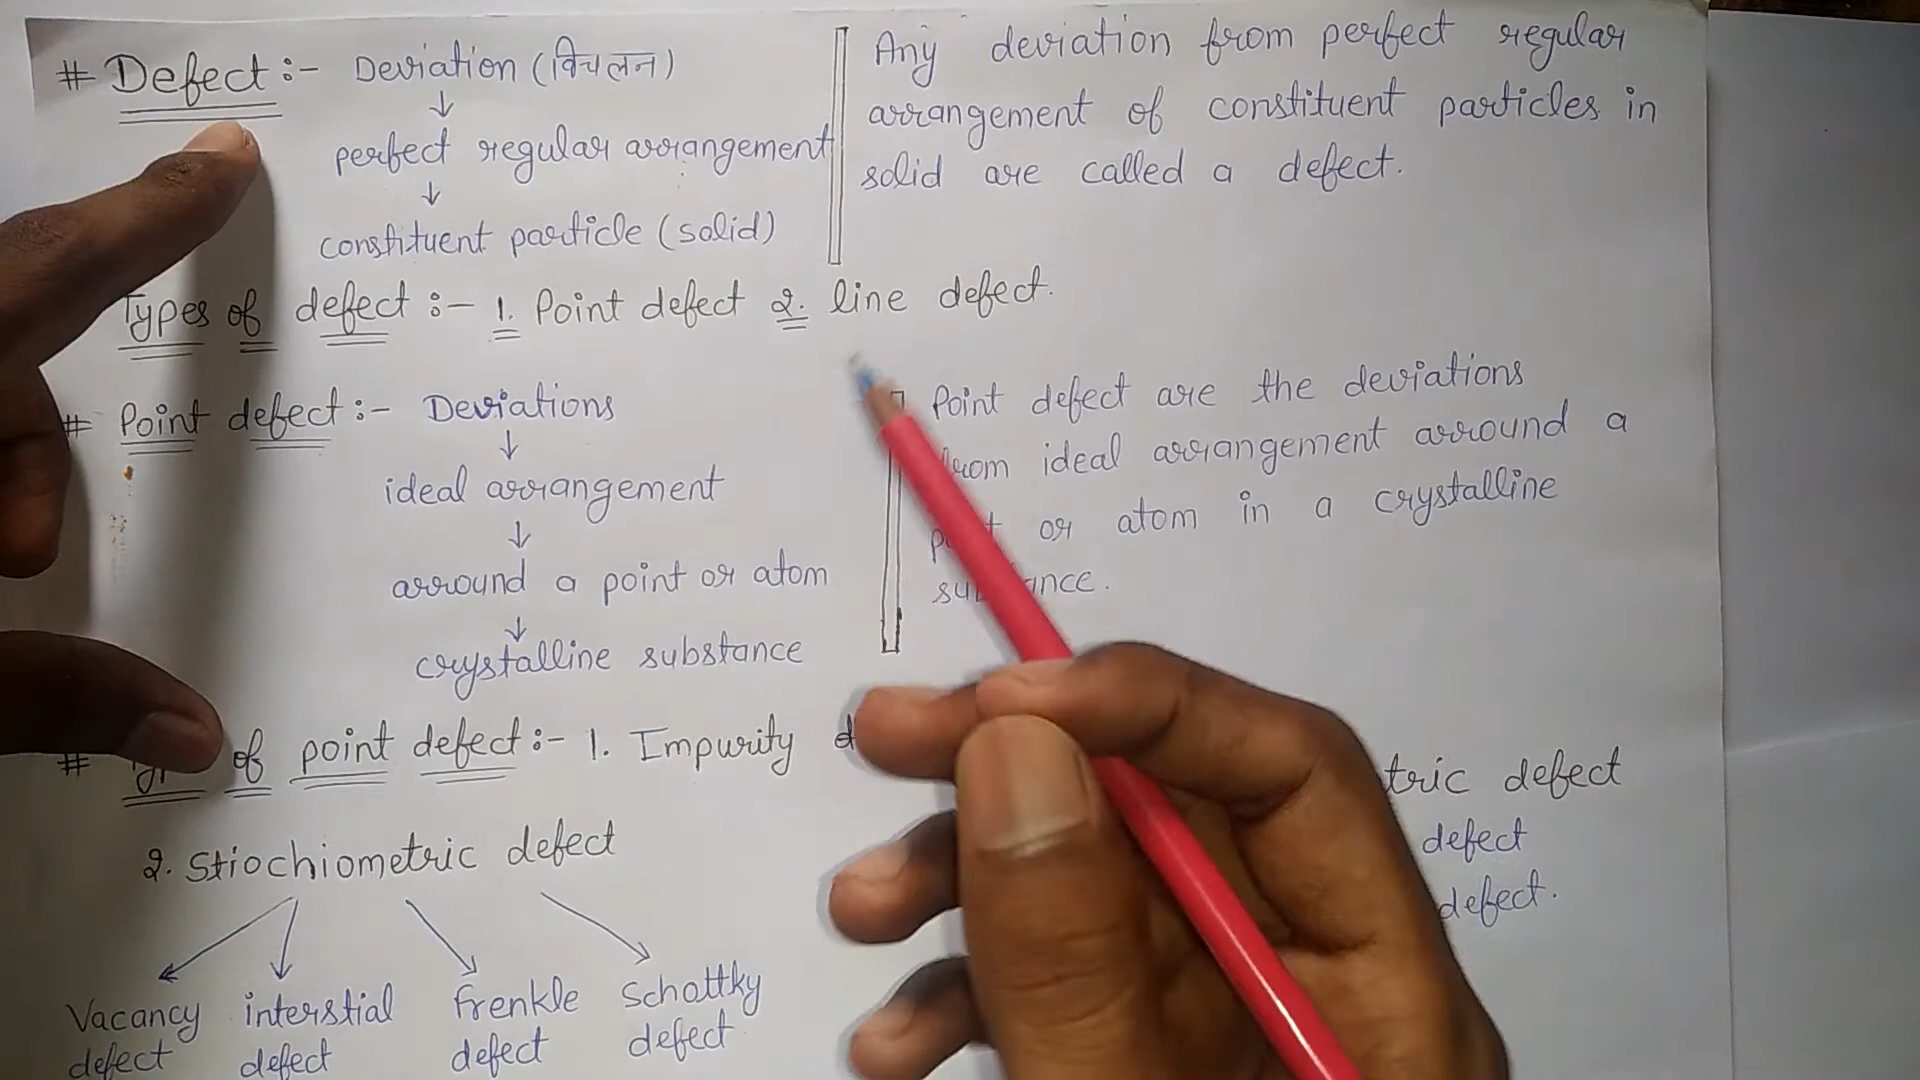 # Defect :- Deviation (विचलन)
↓
perfect regular arrangement
↓
constituent particle (solid)
Any deviation from perfect regular
arrangement of constituent particles in
solid are called a defect.
Types of defect :- 1. Point defect 2. line defect.
# Point defect :- Deviations
↓
ideal arrangement
↓
arround a point or atom
↓
crystalline substance
Point defect are the deviations
from ideal arrangement arround a
or atom in a crystalline
# of point defect :- 1. Impurity
tric defect
defect
defect.
2. Stiochiometric defect
Vacancy defect
interstial defect
Frenkle defect
Schottky defect